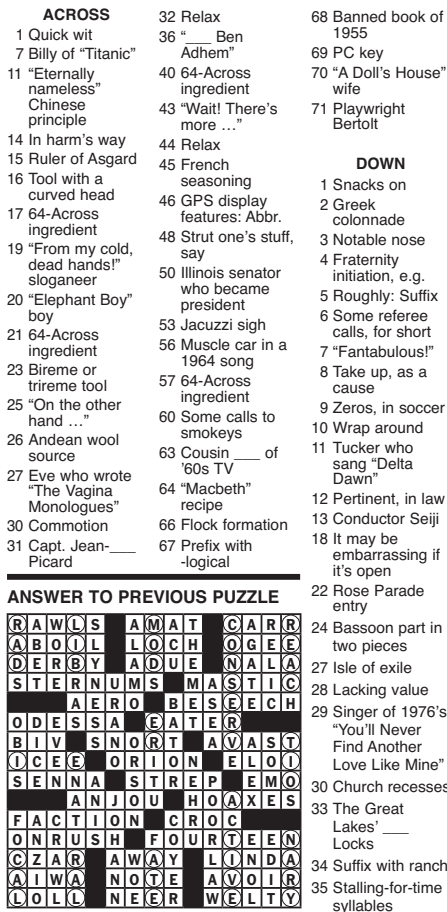 ACROSS
1 Quick wit
7 Billy of “Titanic”
11 “Eternally
nameless”
Chinese
principle
14 In harm’s way
15 Ruler of Asgard
16 Tool with a
curved head
17 64-Across
ingredient
19 “From my cold,
dead hands!”
sloganeer
20 “Elephant Boy”
boy
21 64-Across
ingredient
23 Bireme or
trireme tool
25 “On the other
hand …”
26 Andean wool
source
27 Eve who wrote
“The Vagina
Monologues”
30 Commotion
31 Capt. Jean-___
Picard
32 Relax
36 “___ Ben
Adhem”
40 64-Across
ingredient
43 “Wait! There’s
more …”
44 Relax
45 French
seasoning
46 GPS display
features: Abbr.
48 Strut one’s stuff,
say
50 Illinois senator
who became
president
53 Jacuzzi sigh
56 Muscle car in a
1964 song
57 64-Across
ingredient
60 Some calls to
smokeys
63 Cousin ___ of
’60s TV
64 “Macbeth”
recipe
66 Flock formation
67 Prefix with
-logical
68 Banned book of
1955
69 PC key
70 “A Doll’s House”
wife
71 Playwright
Bertolt
DOWN
1 Snacks on
2 Greek
colonnade
3 Notable nose
4 Fraternity
initiation, e.g.
5 Roughly: Suffix
6 Some referee
calls, for short
7 “Fantabulous!”
8 Take up, as a
cause
9 Zeros, in soccer
10 Wrap around
11 Tucker who
sang “Delta
Dawn”
12 Pertinent, in law
13 Conductor Seiji
18 It may be
embarrassing if
it’s open
22 Rose Parade
entry
24 Bassoon part in
two pieces
27 Isle of exile
28 Lacking value
29 Singer of 1976’s
“You’ll Never
Find Another
Love Like Mine”
30 Church recesses
33 The Great
Lakes’ ___
Locks
34 Suffix with ranch
35 Stalling-for-time
syllables
ANSWER TO PREVIOUS PUZZLE
RAWLS AMAT CARR
ABOIL LOCH OGEE
DERBY ADUE NALA
STERNUMS MASTIC
AERO BESEECH
ODESSA EATER
BIV SNORT AVAST
ICEE ORION ELOI
SENNA STREP EMO
ANJOU HOAXES
FACTION CROC
ONRUSH FOURTEEN
CZAR AWAY LINDA
AIWA NOTE AVOIR
LOLL NEER WELTY